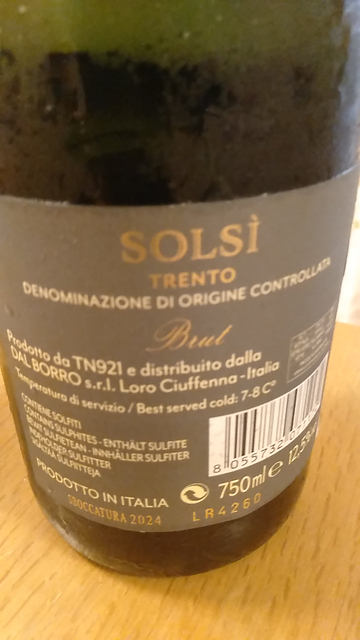 SOLSÌ
TRENTO
DENOMINAZIONE DI ORIGINE CONTROLLATA
Brut
Prodotto da TN921 e distribuito dalla
DAL BORRO s.r.l. Loro Ciuffenna - Italia
Temperatura di servizio / Best served cold: 7-8 C°
CONTIENE SOLFITI
CONTAINS SULPHITES - ENTHÄLT SULFITE
INNEHÅLLER SULFITER
PRODOTTO IN ITALIA
750ml e 12,5%
SBOCCATURA 2024
LR4260
8 055732